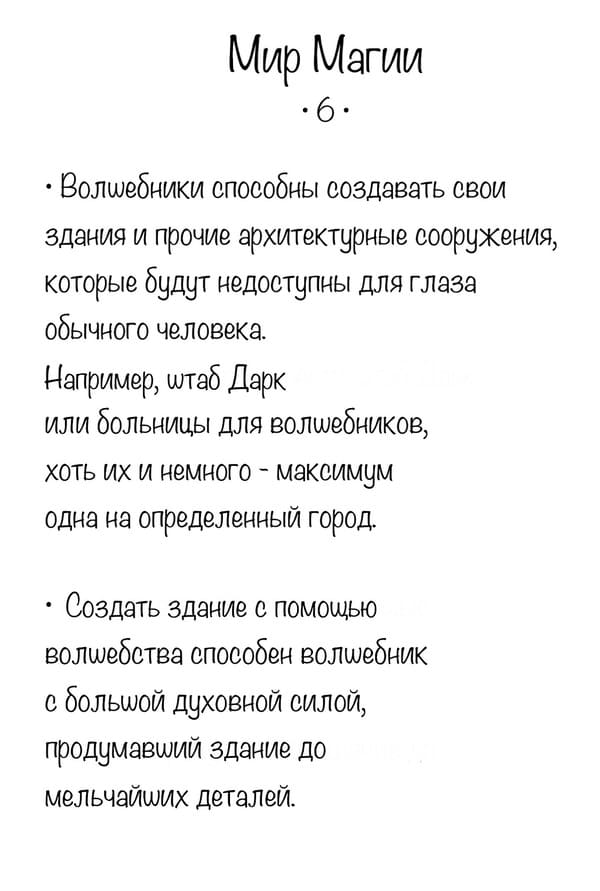 Мир Магии
• 6 •
• Волшебники способны создавать свои
здания и прочие архитектурные сооружения,
которые будут недоступны для глаза
обычного человека.
Например, штаб Дарк
или больницы для волшебников,
хоть их и немного - максимум
одна на определенный город.
• Создать здание с помощью
волшебства способен волшебник
с большой духовной силой,
продумавший здание до
мельчайших деталей.